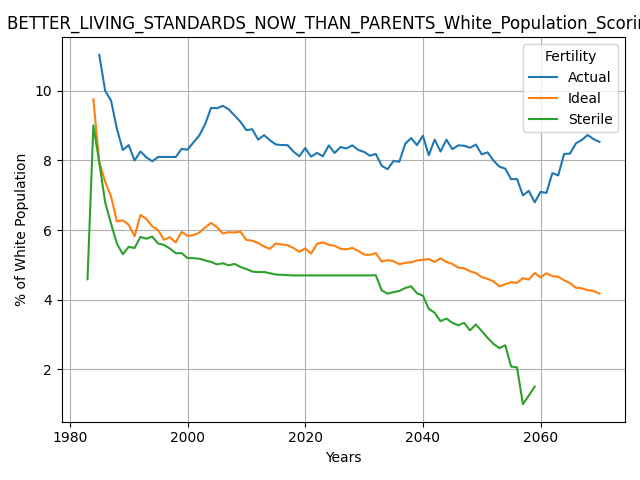 BETTER_LIVING_STANDARDS_NOW_THAN_PARENTS_White_Population_Scorin
Fertility
Actual
Ideal
Sterile
% of White Population
10
8
6
4
2
1980 2000 2020 2040 2060
Years